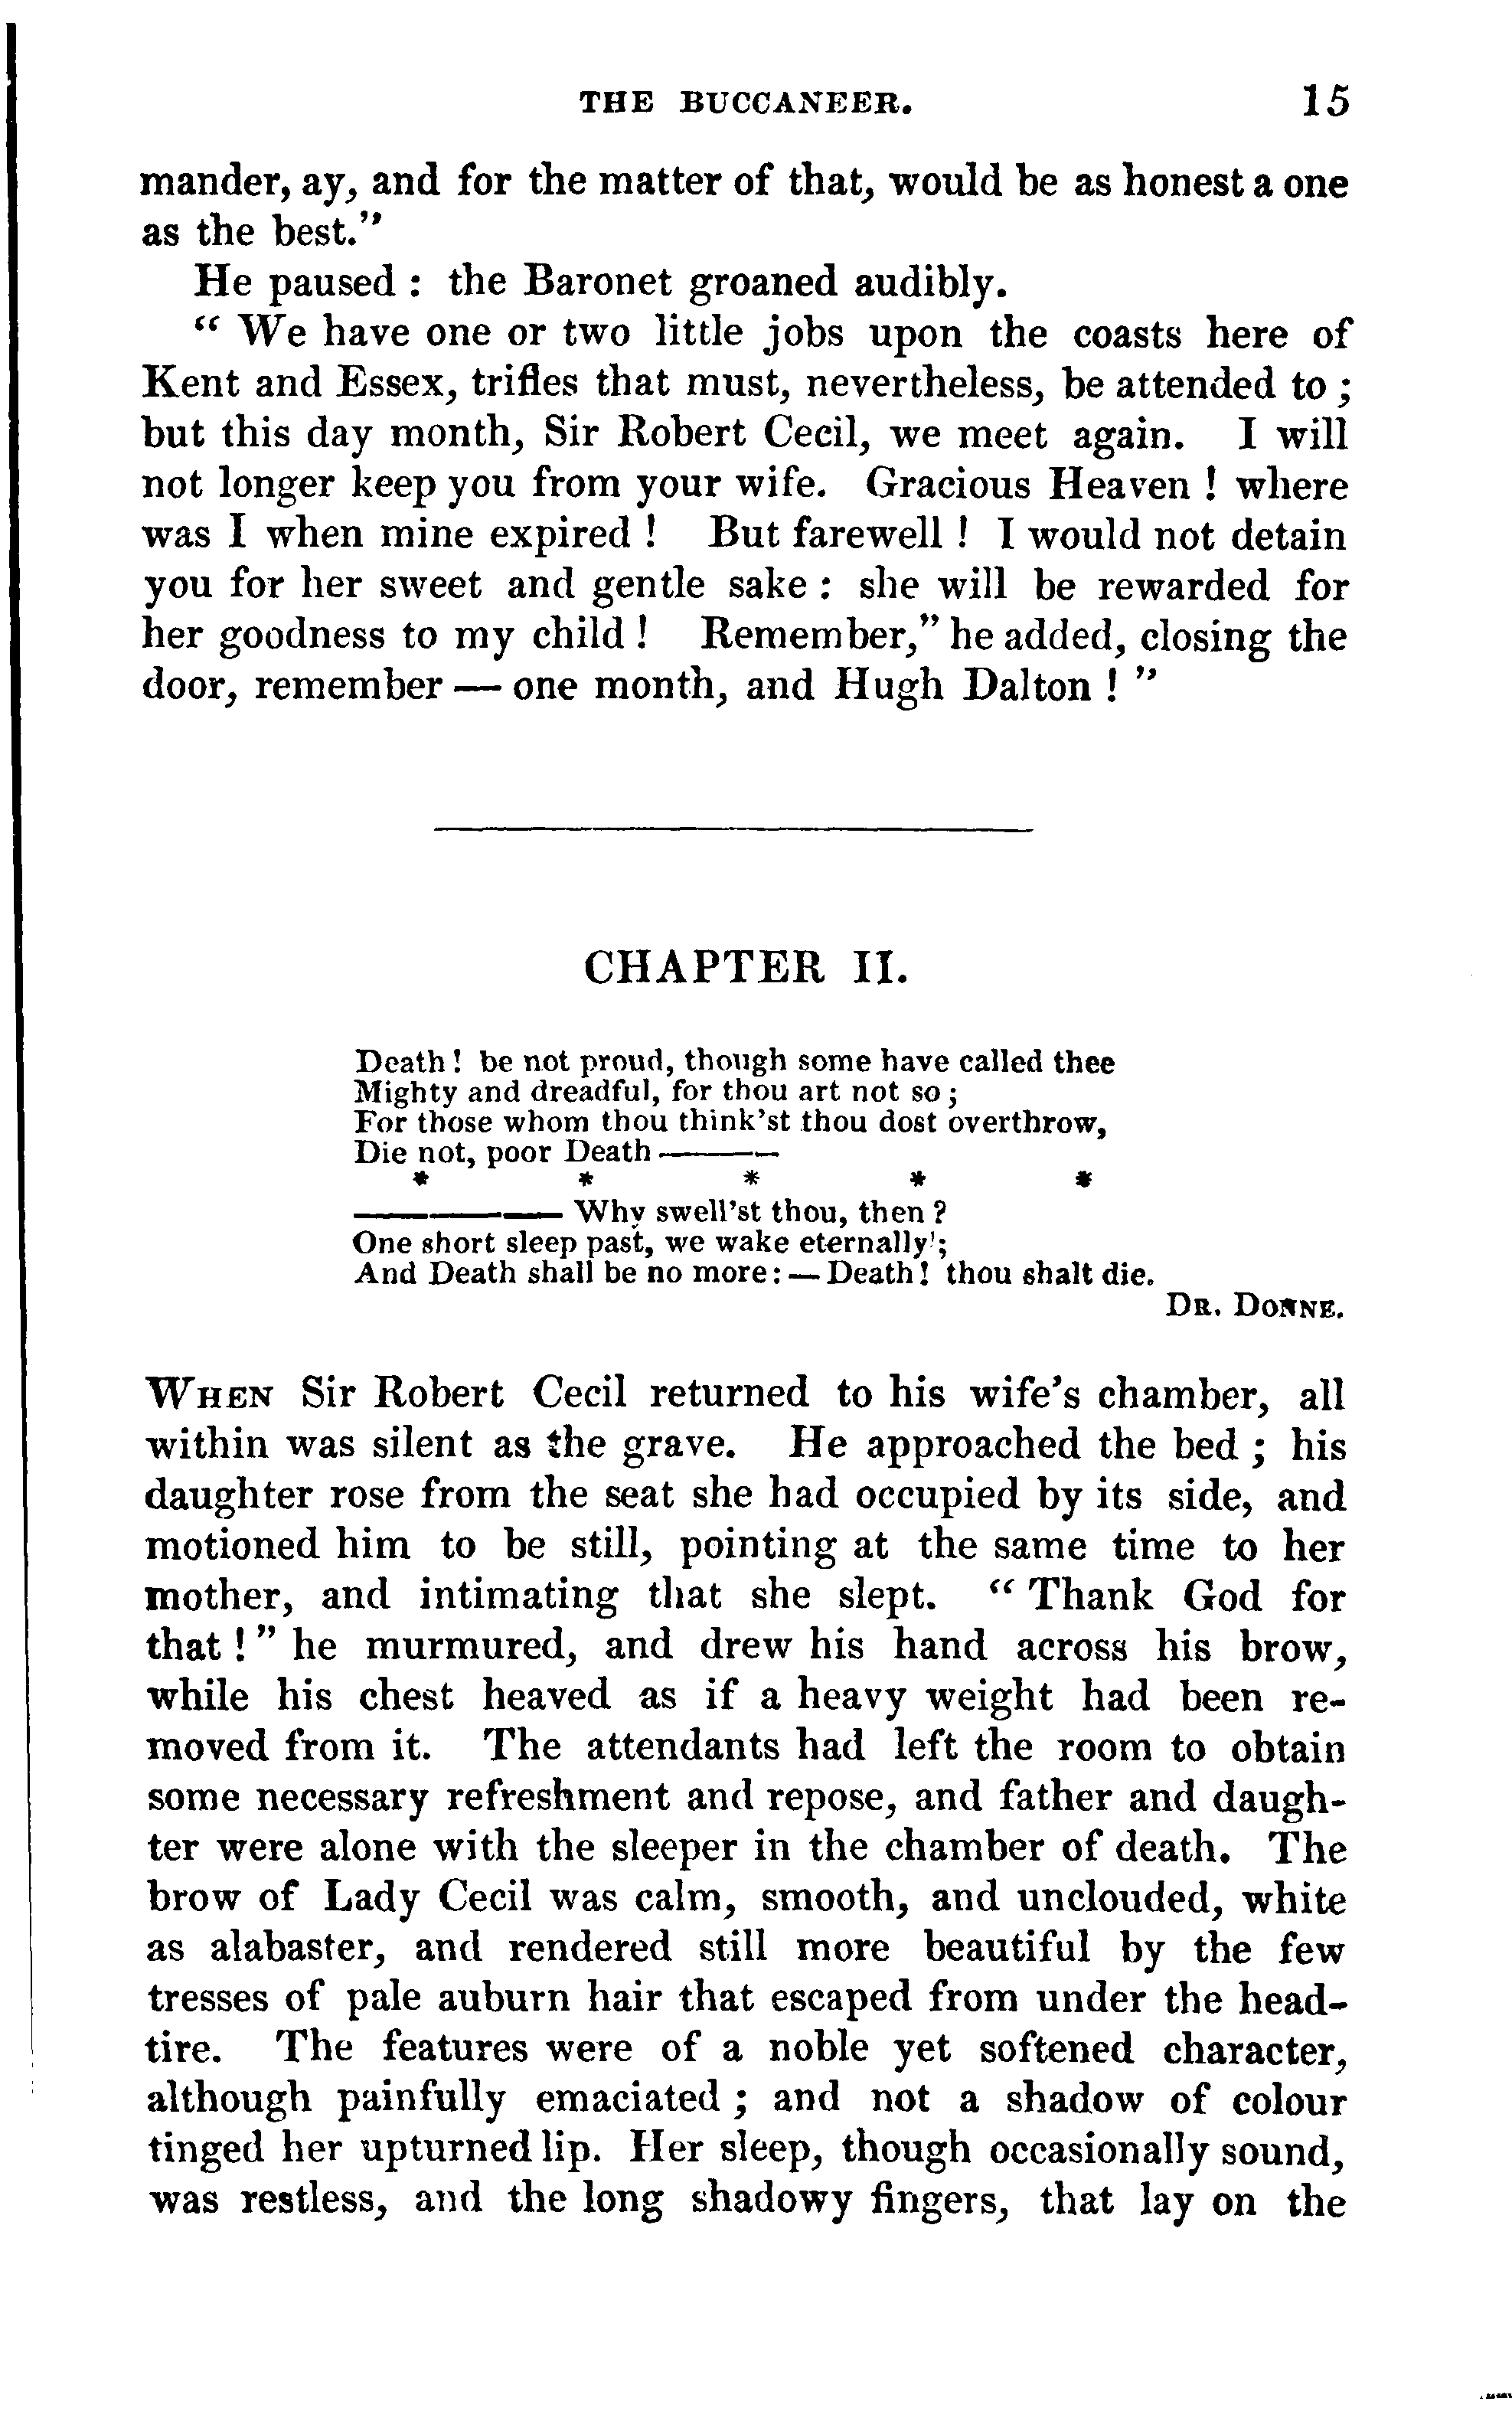 THE BUCCANEER. 15
mander, ay, and for the matter of that, would be as honest a one
as the best."
He paused : the Baronet groaned audibly.
" We have one or two little jobs upon the coasts here of
Kent and Essex, trifles that must, nevertheless, be attended to ;
but this day month, Sir Robert Cecil, we meet again. I will
not longer keep you from your wife. Gracious Heaven ! where
was I when mine expired ! But farewell ! I would not detain
you for her sweet and gentle sake : she will be rewarded for
her goodness to my child ! Remember," he added, closing the
door, remember — one month, and Hugh Dalton ! "
CHAPTER II.
Death ! be not proud, though some have called thee
Mighty and dreadful, for thou art not so ;
For those whom thou think'st thou dost overthrow,
Die not, poor Death ———
* * * * *
————— Why swell'st thou, then ?
One short sleep past, we wake eternally';
And Death shall be no more : — Death ! thou shalt die.
DR. DONNE.
WHEN Sir Robert Cecil returned to his wife's chamber, all
within was silent as the grave. He approached the bed ; his
daughter rose from the seat she had occupied by its side, and
motioned him to be still, pointing at the same time to her
mother, and intimating that she slept. " Thank God for
that ! " he murmured, and drew his hand across his brow,
while his chest heaved as if a heavy weight had been re-
moved from it. The attendants had left the room to obtain
some necessary refreshment and repose, and father and daugh-
ter were alone with the sleeper in the chamber of death. The
brow of Lady Cecil was calm, smooth, and unclouded, white
as alabaster, and rendered still more beautiful by the few
tresses of pale auburn hair that escaped from under the head-
tire. The features were of a noble yet softened character,
although painfully emaciated ; and not a shadow of colour
tinged her upturned lip. Her sleep, though occasionally sound,
was restless, and the long shadowy fingers, that lay on the